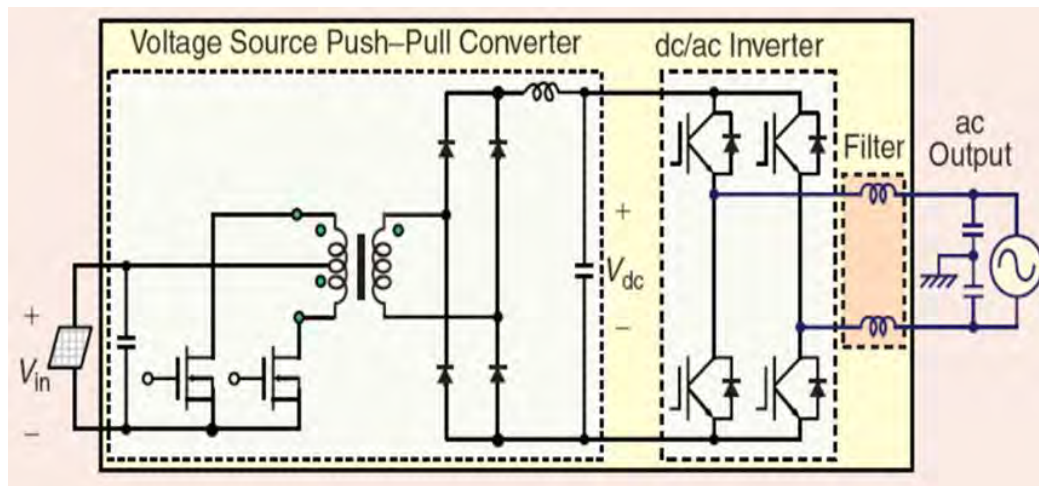 Voltage Source Push–Pull Converter
dc/ac Inverter
Filter
ac
Output
+
Vin
−
+
Vdc
−